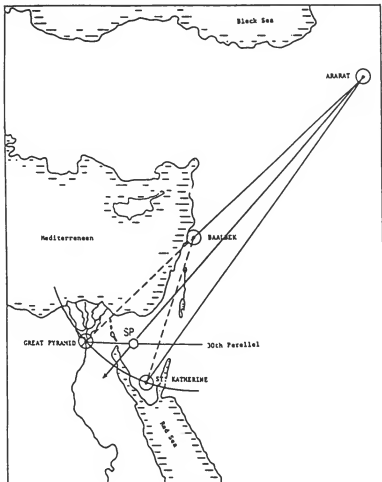 Black Sea
ARARAT
Mediterranean
BAALBEK
SP
GREAT PYRAMID
30th Parallel
ST. KATHERINE
Red Sea